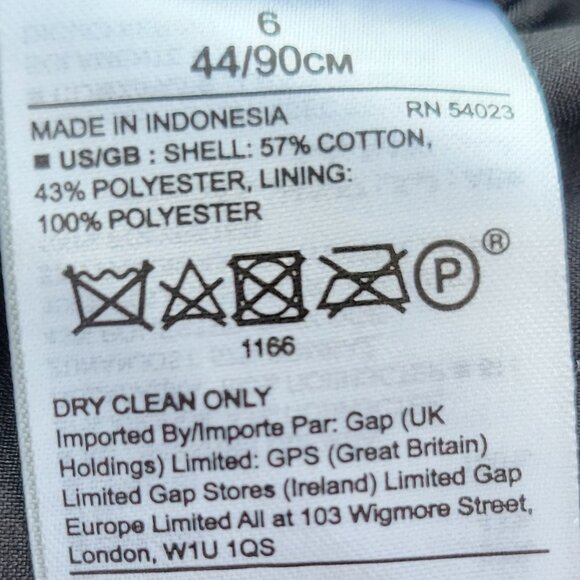 6
44/90CM
MADE IN INDONESIA RN 54023
US/GB : SHELL: 57% COTTON,
43% POLYESTER, LINING:
100% POLYESTER
P ®
1166
DRY CLEAN ONLY
Imported By/Importe Par: Gap (UK
Holdings) Limited: GPS (Great Britain)
Limited Gap Stores (Ireland) Limited Gap
Europe Limited All at 103 Wigmore Street,
London, W1U 1QS